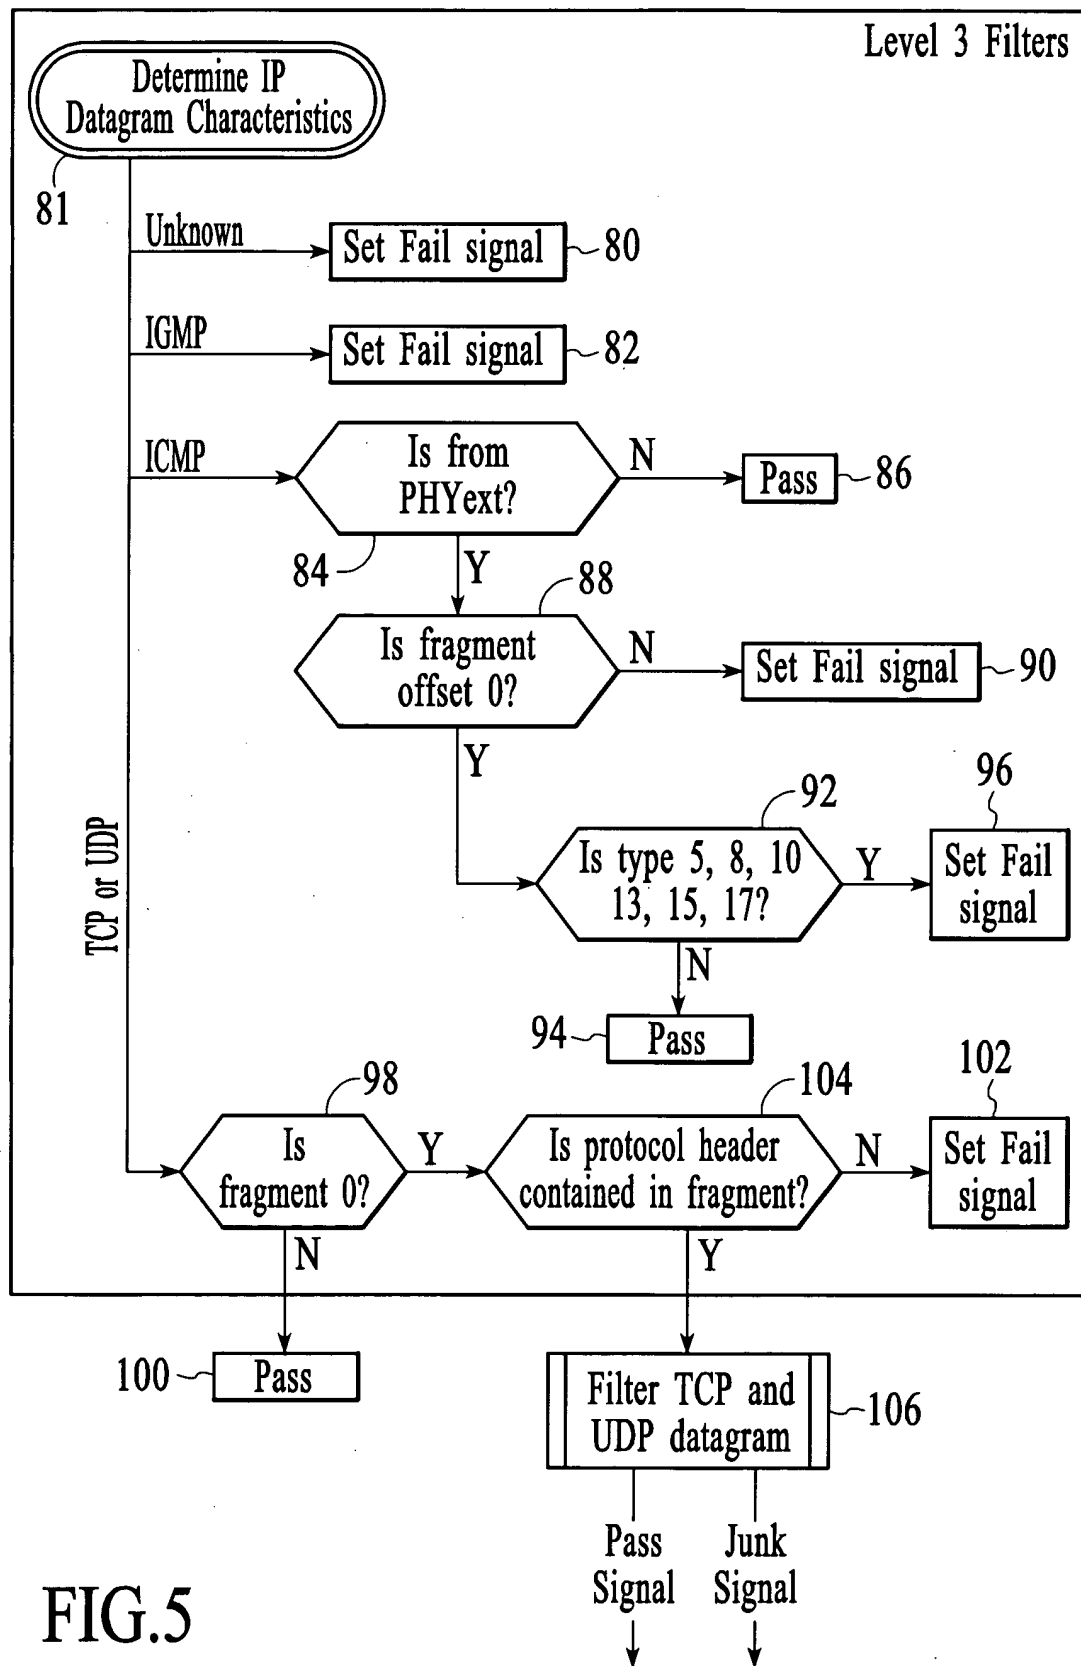 Level 3 Filters
Determine IP
Datagram Characteristics
81
Unknown
Set Fail signal
80
IGMP
Set Fail signal
82
ICMP
Is from
PHYext?
N
Pass
86
84
Y
88
Is fragment
offset 0?
N
Set Fail signal
90
Y
92
96
Is type 5, 8, 10
13, 15, 17?
Y
Set Fail
signal
N
94
Pass
TCP or UDP
98
104
102
Is
fragment 0?
Y
Is protocol header
contained in fragment?
N
Set Fail
signal
N
Y
100
Pass
Filter TCP and
UDP datagram
106
Pass
Signal
Junk
Signal
FIG.5